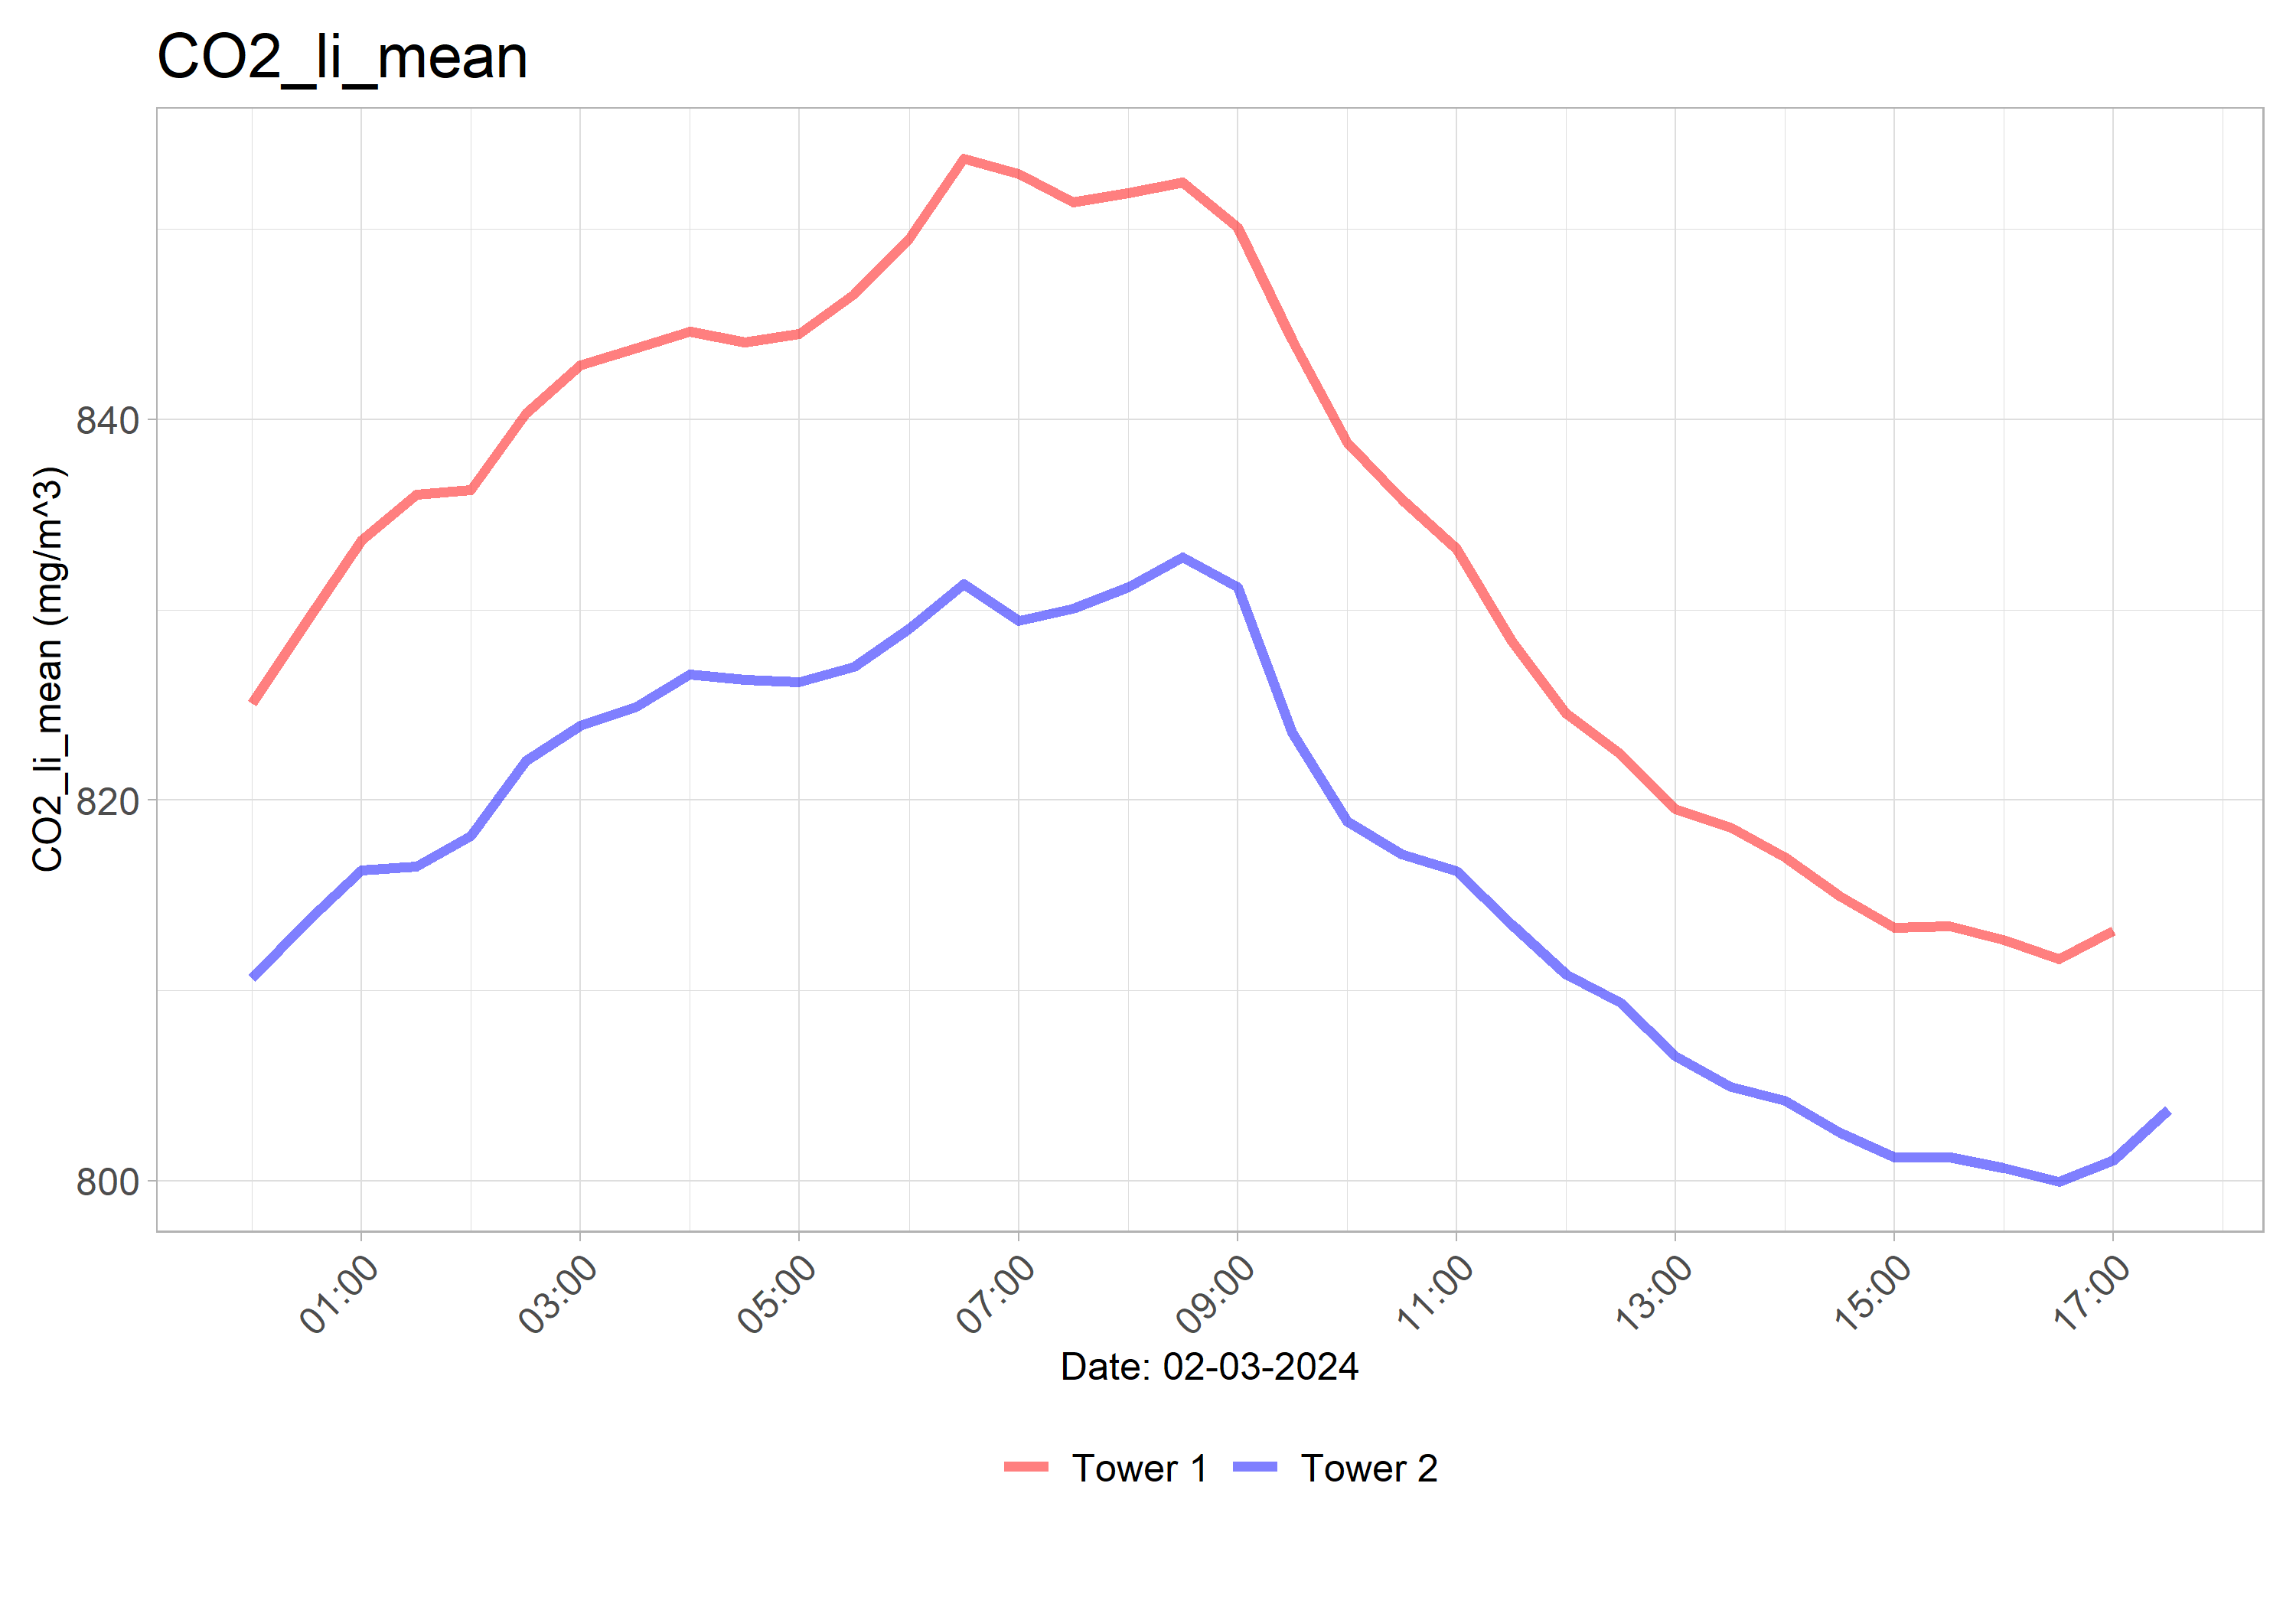 CO2_li_mean
CO2_li_mean (mg/m^3)
840
820
800
01:00 03:00 05:00 07:00 09:00 11:00 13:00 15:00 17:00
Date: 02-03-2024
Tower 1 Tower 2